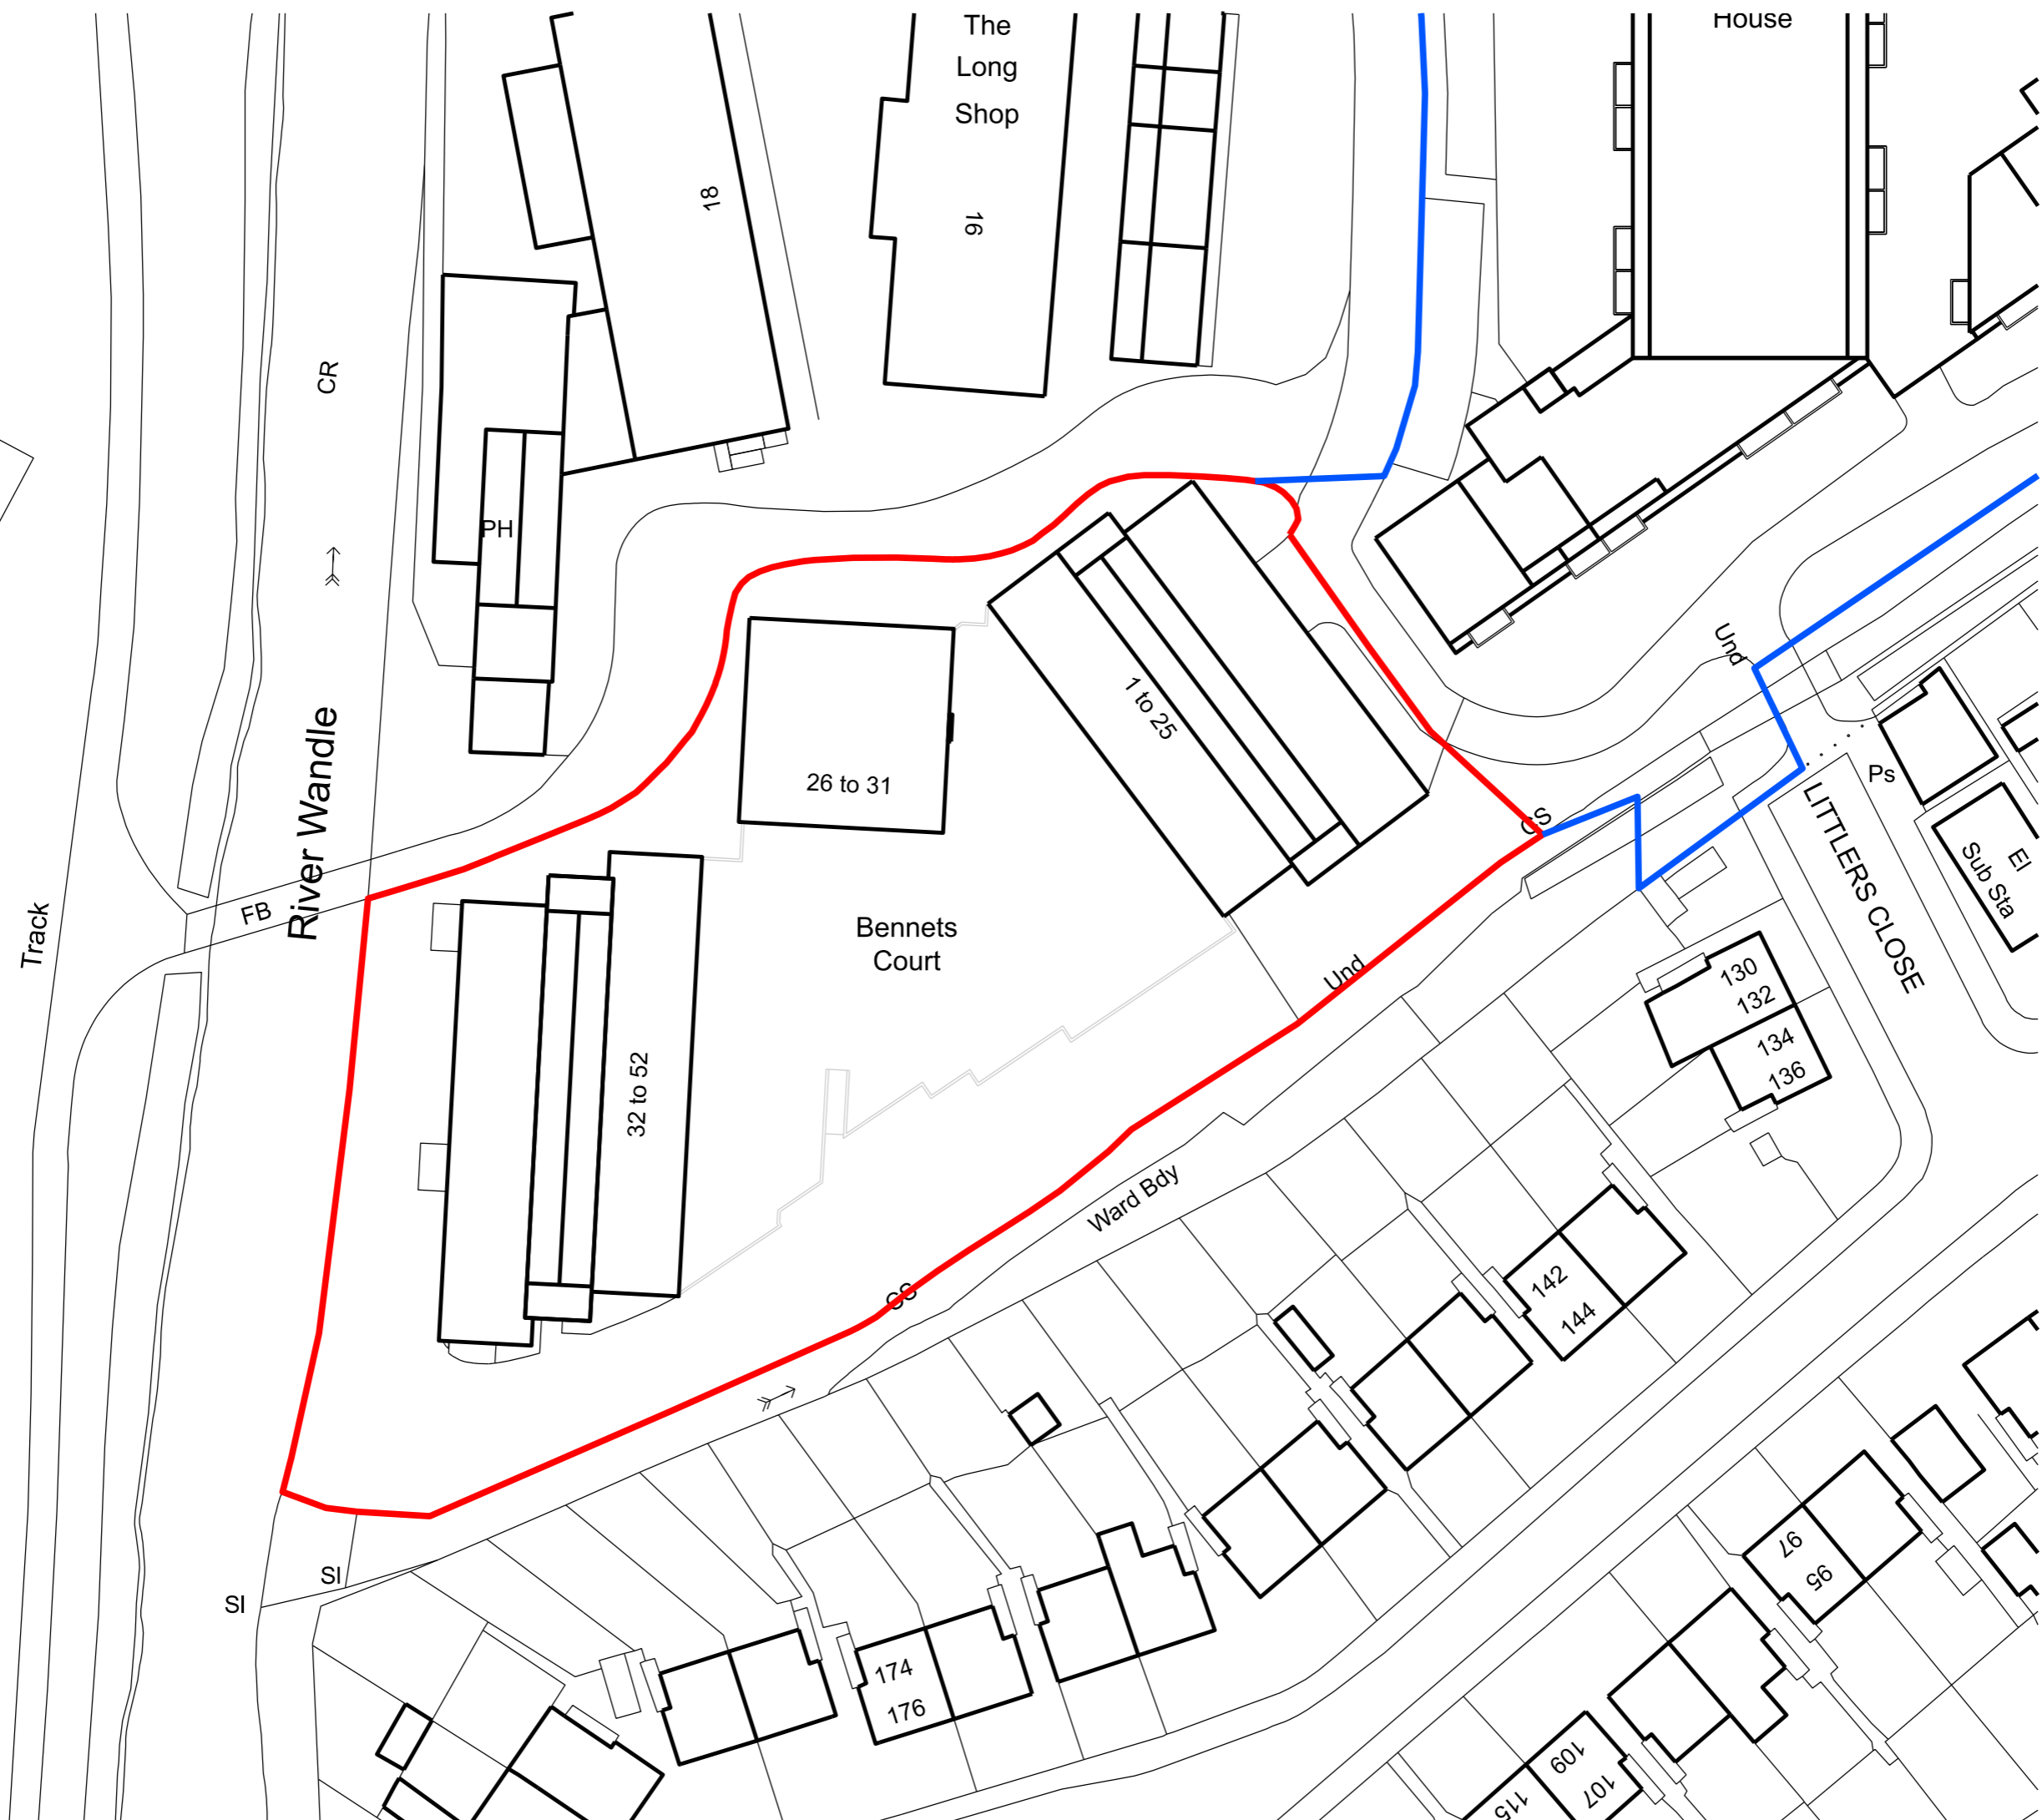 The
Long
Shop
House
18
16
CR
PH
Und
1 to 25
River Wandle
26 to 31
Ps
CS
LITTLERS CLOSE
El
Sub Sta
FB
Track
Bennets
Court
Und
130
132
134
136
32 to 52
Ward Bdy
CS
142
144
97
95
Sl
Sl
174
176
109
107
115